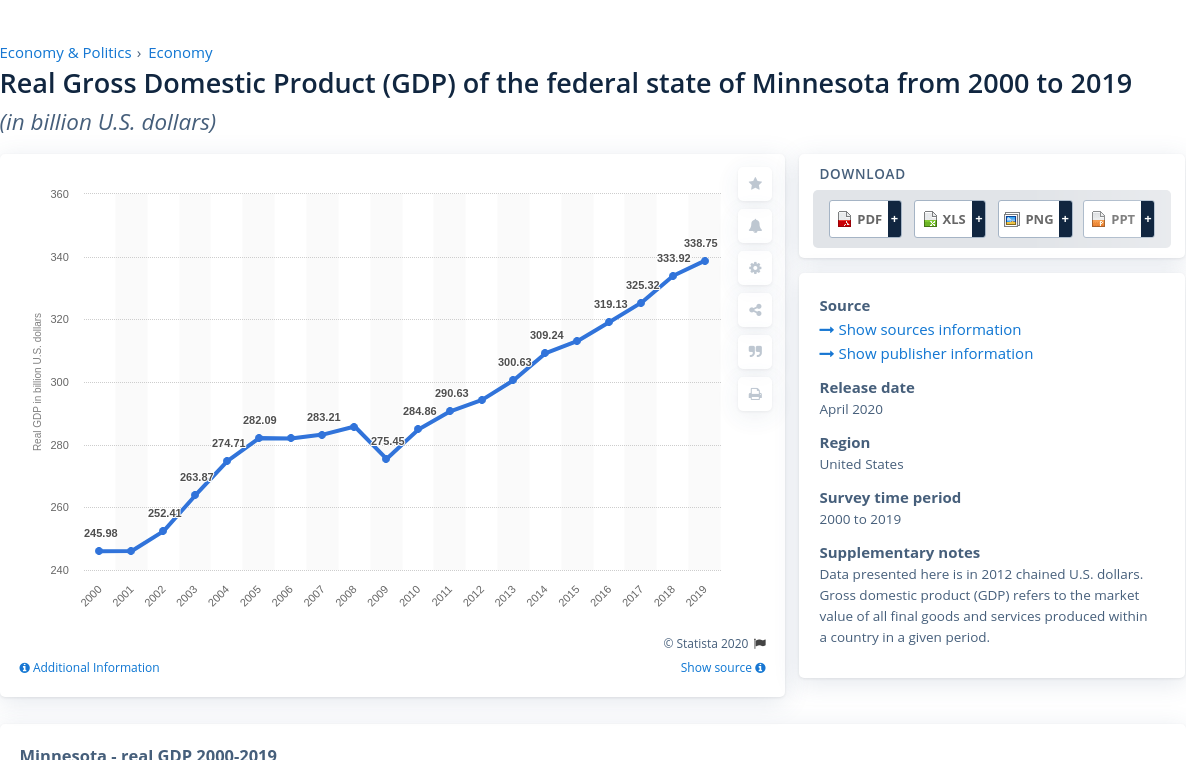 Economy & Politics › Economy
Real Gross Domestic Product (GDP) of the federal state of Minnesota from 2000 to 2019
(in billion U.S. dollars)
360
340
320
300
280
260
240
Real GDP in billion U.S. dollars
245.98
252.41
263.87
274.71
282.09
283.21
275.45
284.86
290.63
300.63
309.24
319.13
325.32
333.92
338.75
2000 2001 2002 2003 2004 2005 2006 2007 2008 2009 2010 2011 2012 2013 2014 2015 2016 2017 2018 2019
© Statista 2020
Additional Information
Show source
DOWNLOAD
PDF + XLS + PNG + PPT +
Source
Show sources information
Show publisher information
Release date
April 2020
Region
United States
Survey time period
2000 to 2019
Supplementary notes
Data presented here is in 2012 chained U.S. dollars.
Gross domestic product (GDP) refers to the market
value of all final goods and services produced within
a country in a given period.
Minnesota - real GDP 2000-2019